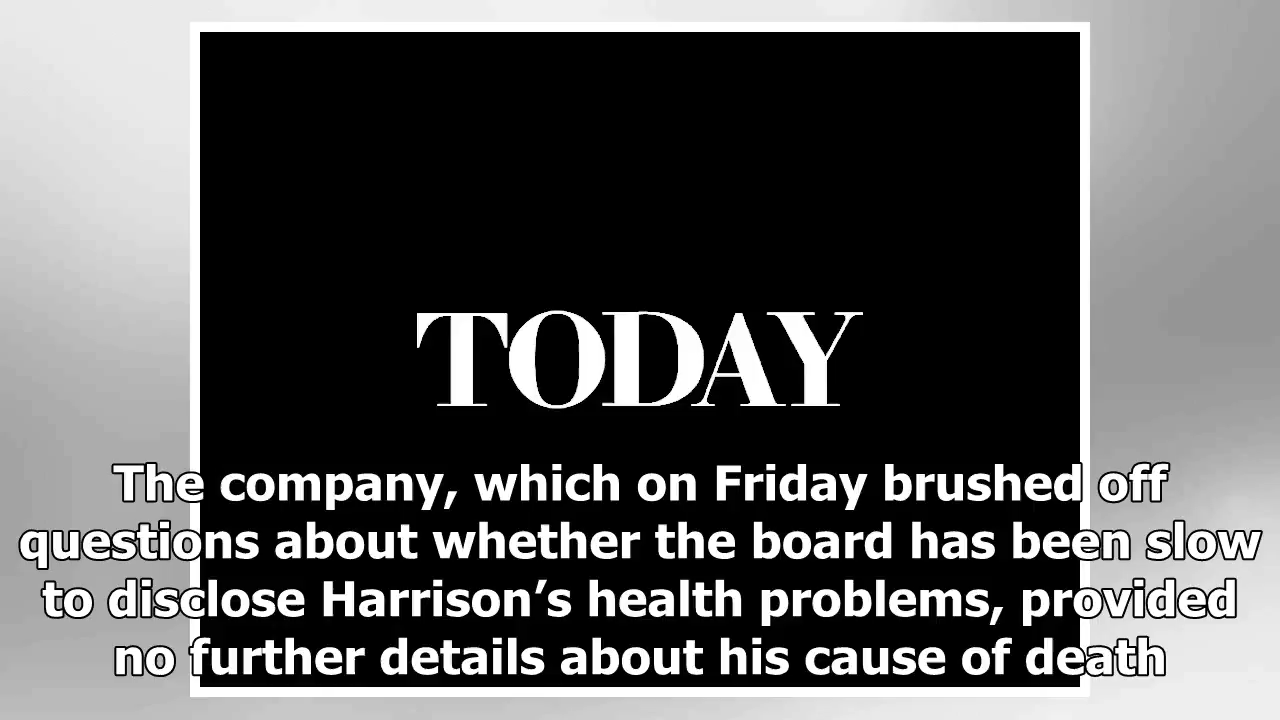 TODAY
The company, which on Friday brushed off
questions about whether the board has been slow
to disclose Harrison’s health problems, provided
no further details about his cause of death